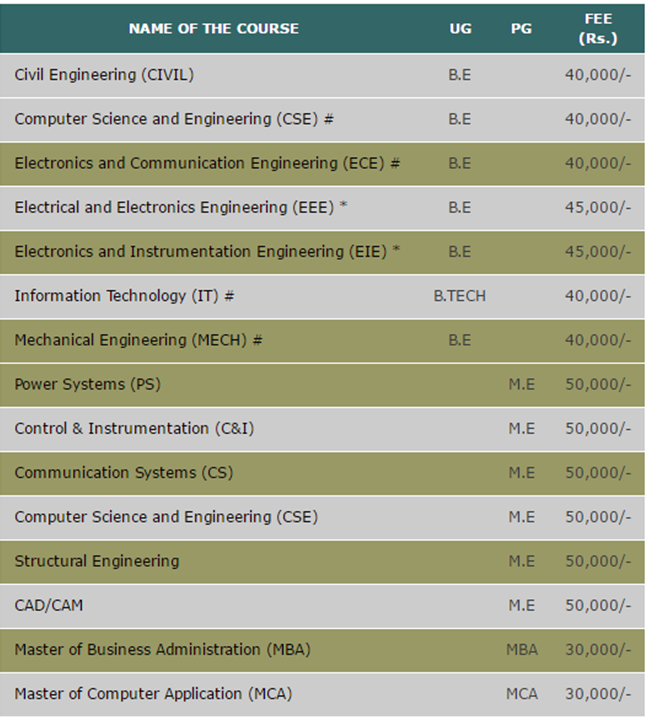 NAME OF THE COURSE UG PG FEE (Rs.)
Civil Engineering (CIVIL) B.E 40,000/-
Computer Science and Engineering (CSE) # B.E 40,000/-
Electronics and Communication Engineering (ECE) # B.E 40,000/-
Electrical and Electronics Engineering (EEE) * B.E 45,000/-
Electronics and Instrumentation Engineering (EIE) * B.E 45,000/-
Information Technology (IT) # B.TECH 40,000/-
Mechanical Engineering (MECH) # B.E 40,000/-
Power Systems (PS) M.E 50,000/-
Control & Instrumentation (C&I) M.E 50,000/-
Communication Systems (CS) M.E 50,000/-
Computer Science and Engineering (CSE) M.E 50,000/-
Structural Engineering M.E 50,000/-
CAD/CAM M.E 50,000/-
Master of Business Administration (MBA) MBA 30,000/-
Master of Computer Application (MCA) MCA 30,000/-